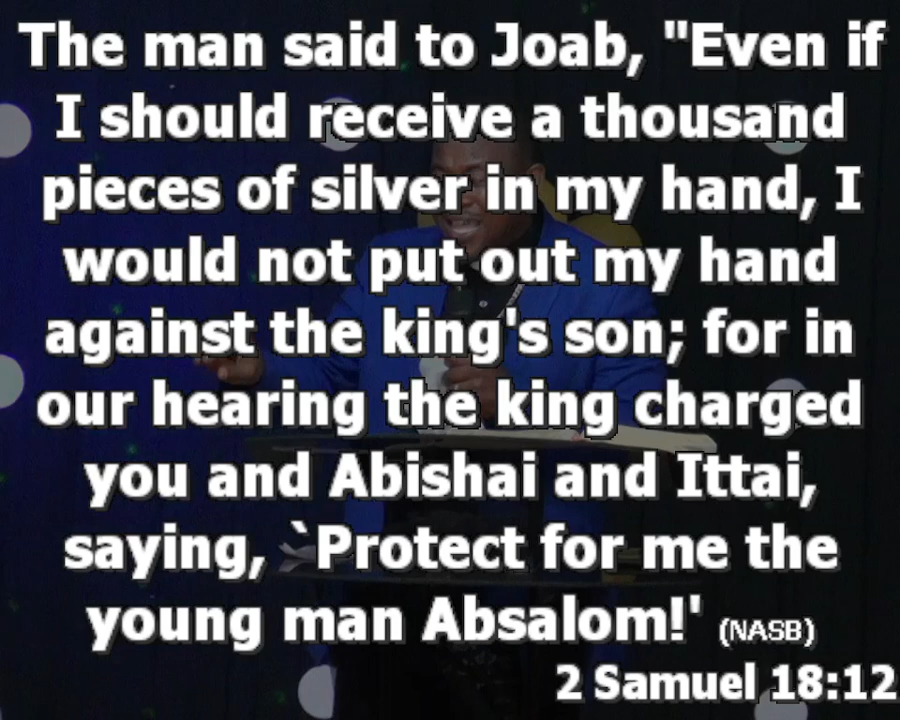 The man said to Joab, "Even if
I should receive a thousand
pieces of silver in my hand, I
would not put out my hand
against the king's son; for in
our hearing the king charged
you and Abishai and Ittai,
saying, `Protect for me the
young man Absalom!' (NASB)
2 Samuel 18:12